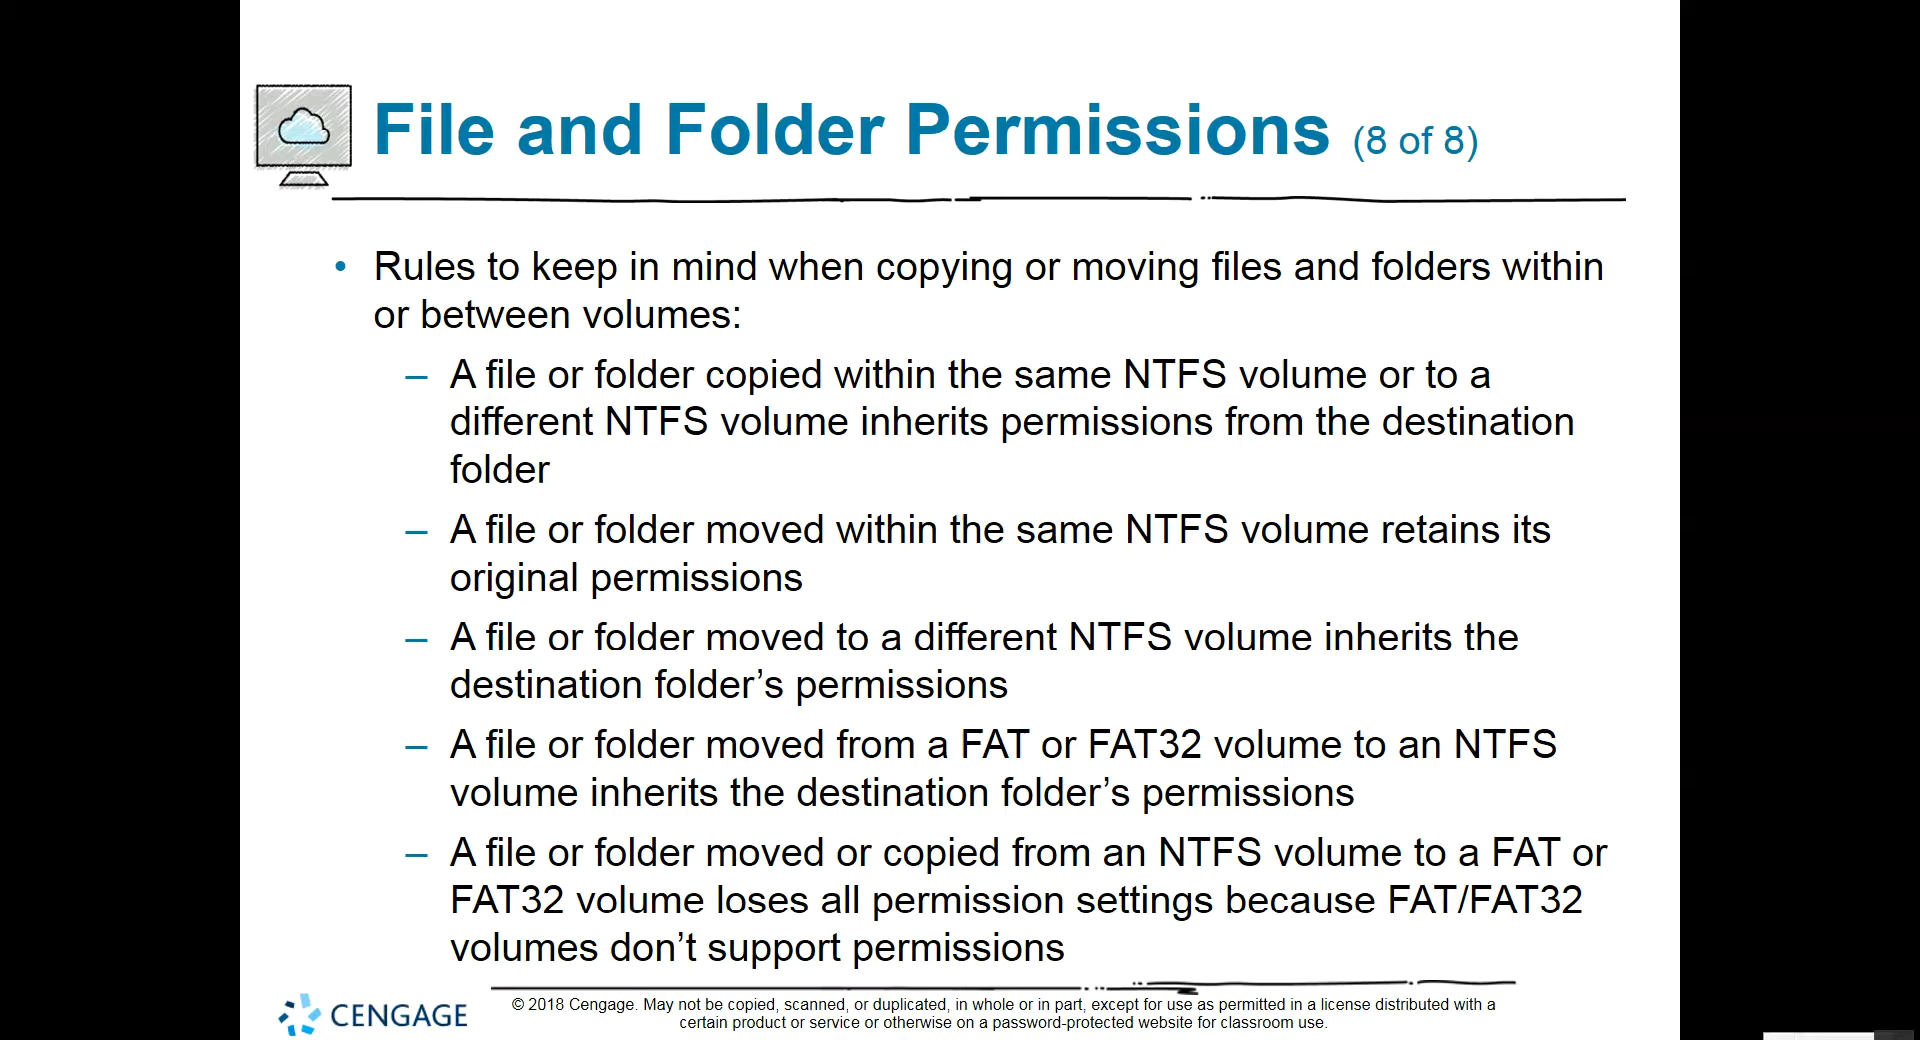 File and Folder Permissions (8 of 8)
• Rules to keep in mind when copying or moving files and folders within
or between volumes:
– A file or folder copied within the same NTFS volume or to a
different NTFS volume inherits permissions from the destination
folder
– A file or folder moved within the same NTFS volume retains its
original permissions
– A file or folder moved to a different NTFS volume inherits the
destination folder’s permissions
– A file or folder moved from a FAT or FAT32 volume to an NTFS
volume inherits the destination folder’s permissions
– A file or folder moved or copied from an NTFS volume to a FAT or
FAT32 volume loses all permission settings because FAT/FAT32
volumes don’t support permissions
CENGAGE
© 2018 Cengage. May not be copied, scanned, or duplicated, in whole or in part, except for use as permitted in a license distributed with a
certain product or service or otherwise on a password-protected website for classroom use.